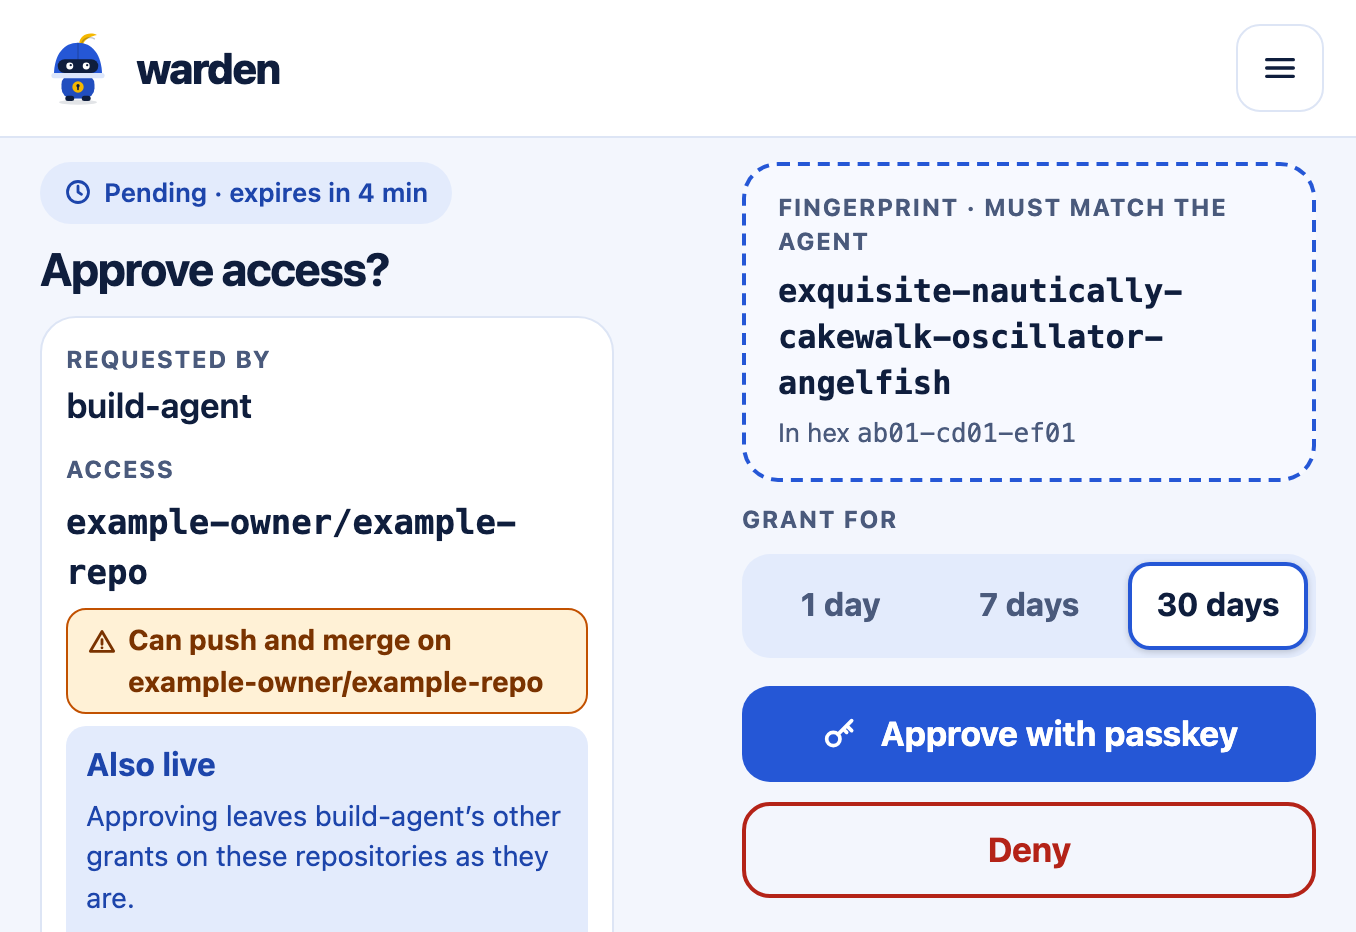 warden
Pending · expires in 4 min
Approve access?
REQUESTED BY
build-agent
ACCESS
example-owner/example-
repo
Can push and merge on
example-owner/example-repo
Also live
Approving leaves build-agent’s other
grants on these repositories as they
are.
FINGERPRINT · MUST MATCH THE
AGENT
exquisite-nautically-
cakewalk-oscillator-
angelfish
In hex ab01-cd01-ef01
GRANT FOR
1 day
7 days
30 days
Approve with passkey
Deny